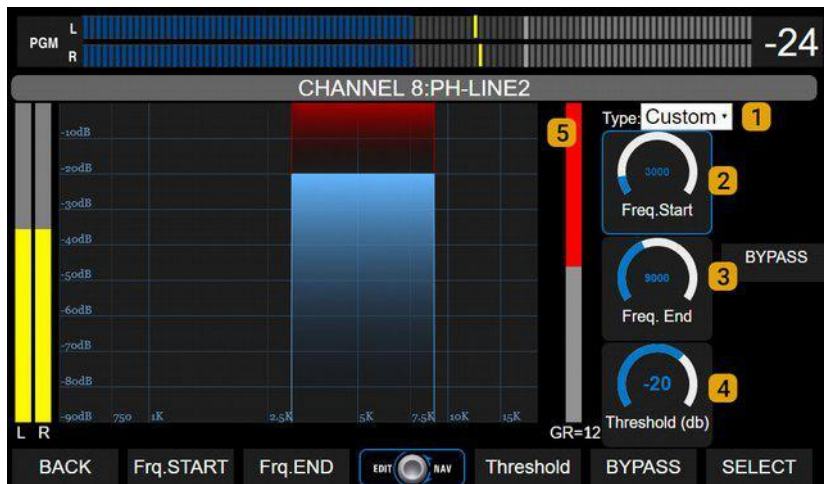 PGM
L
R
-24
CHANNEL 8:PH-LINE2
-10dB
-20dB
-30dB
-40dB
-50dB
-60dB
-70dB
-80dB
-90dB
750
1K
2.5K
5K
7.5K
10K
15K
L R
GR=12
5
Type: Custom
1
3000
Freq.Start
2
9000
Freq. End
3
BYPASS
-20
Threshold (db)
4
BACK
Frq.START
Frq.END
EDIT NAV
Threshold
BYPASS
SELECT